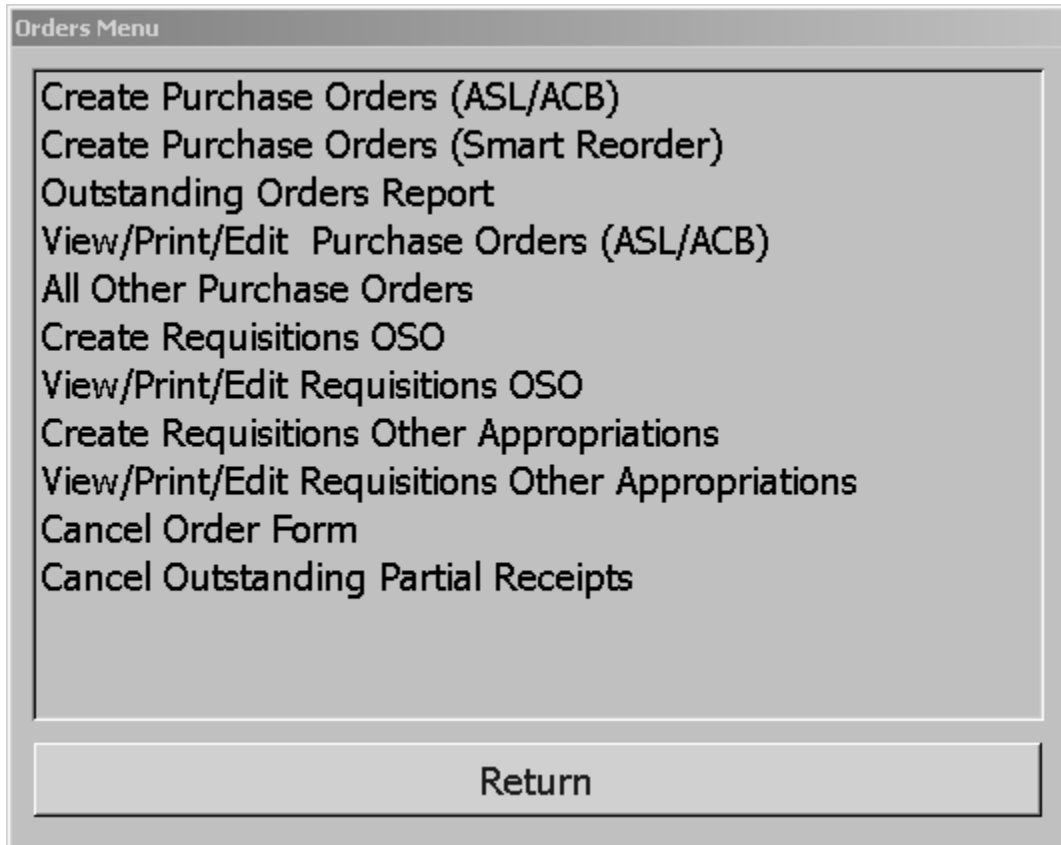 Orders Menu
Create Purchase Orders (ASL/ACB)
Create Purchase Orders (Smart Reorder)
Outstanding Orders Report
View/Print/Edit  Purchase Orders (ASL/ACB)
All Other Purchase Orders
Create Requisitions OSO
View/Print/Edit Requisitions OSO
Create Requisitions Other Appropriations
View/Print/Edit Requisitions Other Appropriations
Cancel Order Form
Cancel Outstanding Partial Receipts
Return